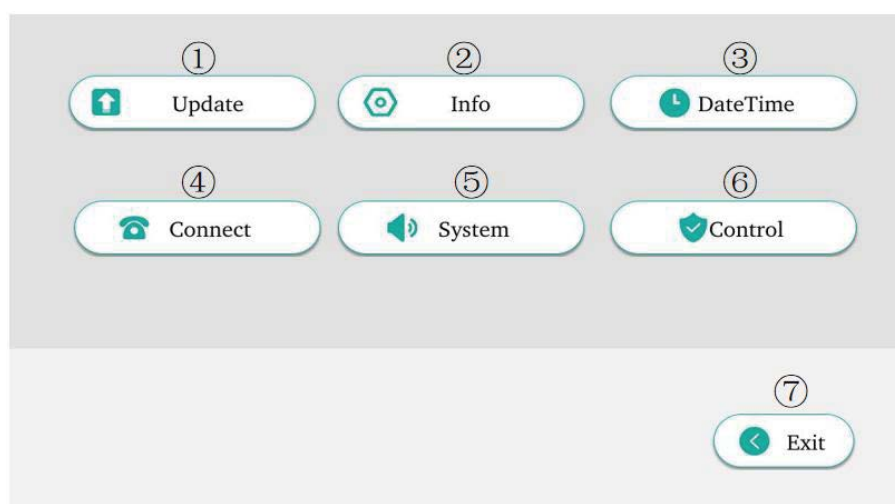 ① ② ③
Update Info DateTime
④ ⑤ ⑥
Connect System Control
⑦
Exit